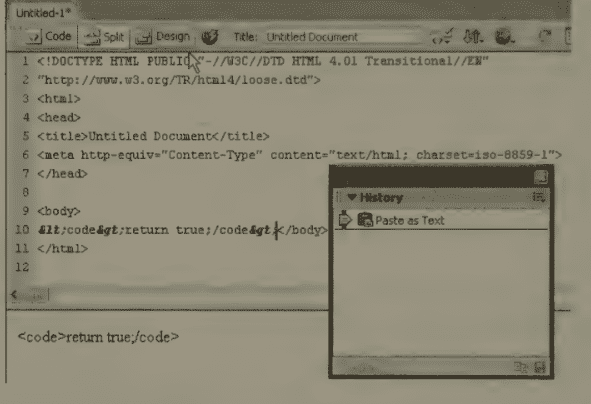 Untitled-1*
Code Split Design Title: Untitled Document
1 <!DOCTYPE HTML PUBLIC "-//W3C//DTD HTML 4.01 Transitional//EN"
2 "http://www.w3.org/TR/html4/loose.dtd">
3 <html>
4 <head>
5 <title>Untitled Document</title>
6 <meta http-equiv="Content-Type" content="text/html; charset=iso-8859-1">
7 </head>
8
9 <body>
10 &lt;code&gt;return true;/code&gt;</body>
11 </html>
12
History
Paste as Text
<code>return true;/code>